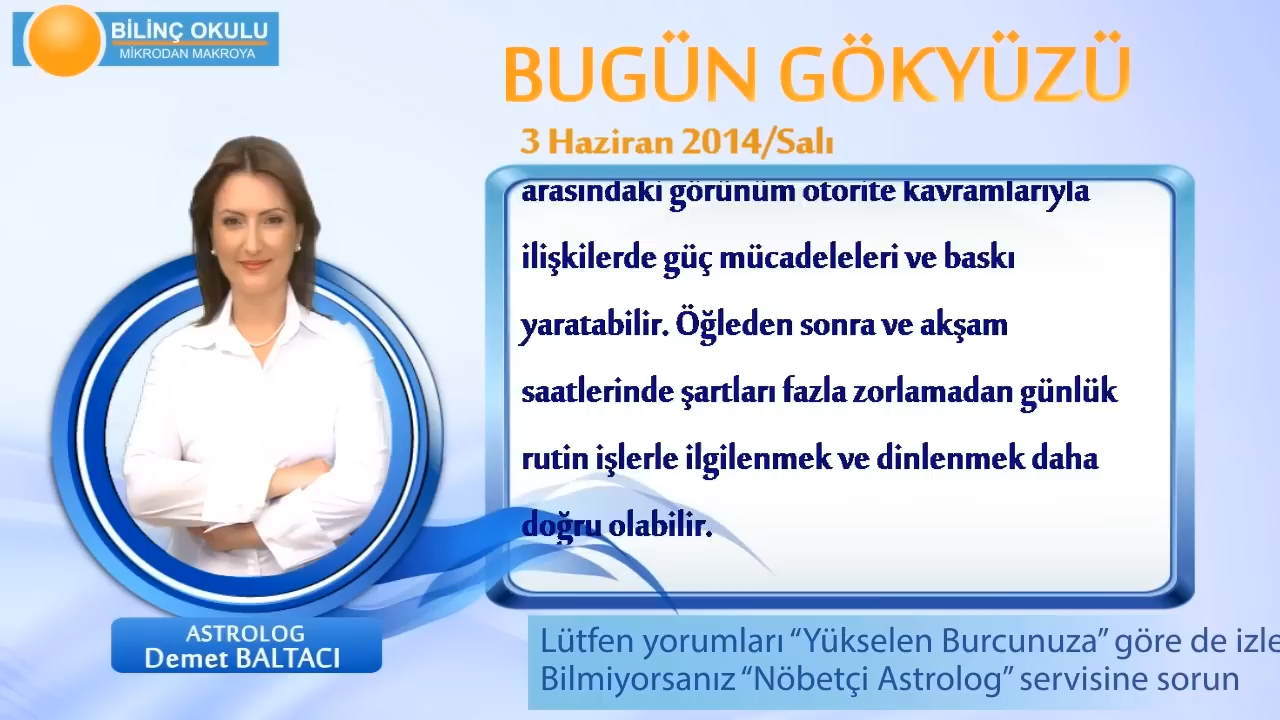 BİLİNÇ OKULU
MİKRODAN MAKROYA
BUGÜN GÖKYÜZÜ
3 Haziran 2014/Salı
arasındaki görünüm otorite kavramlarıyla
ilişkilerde güç mücadeleleri ve baskı
yaratabilir. Öğleden sonra ve akşam
saatlerinde şartları fazla zorlamadan günlük
rutin işlerle ilgilenmek ve dinlenmek daha
doğru olabilir.
ASTROLOG
Demet BALTACI
Lütfen yorumları “Yükselen Burcunuza” göre de izle
Bilmiyorsanız “Nöbetçi Astrolog” servisine sorun